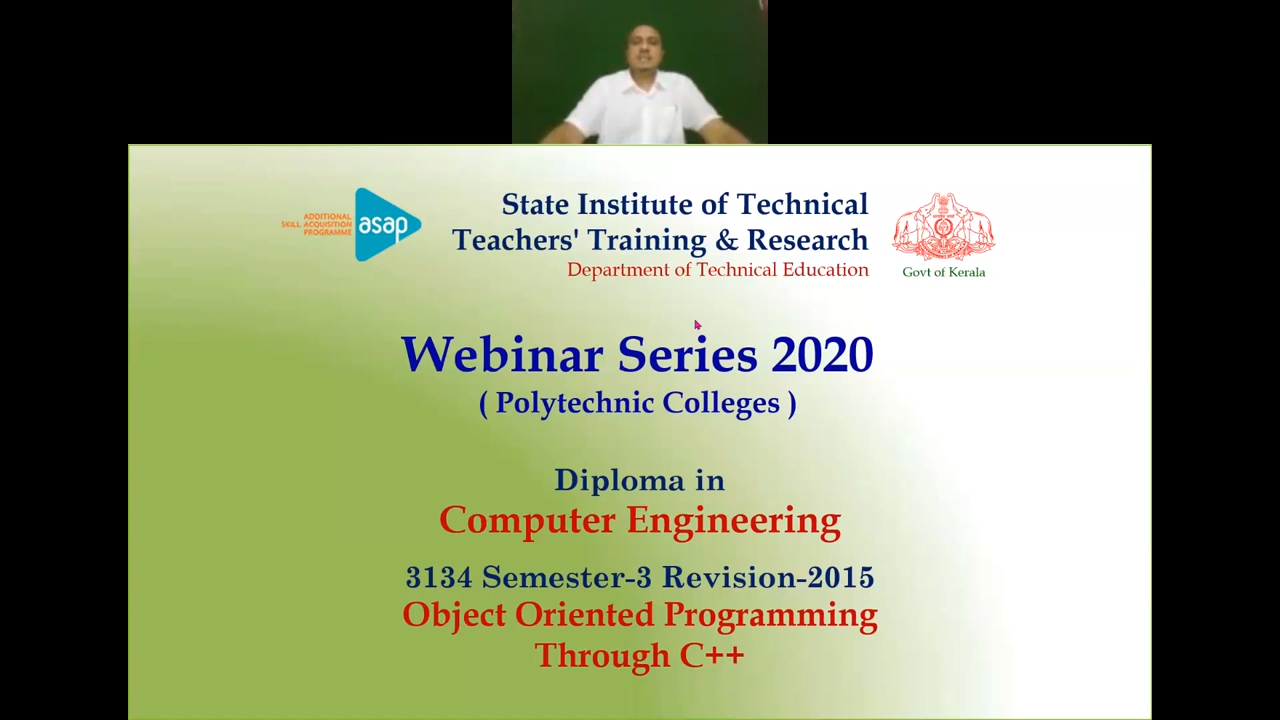 ADDITIONAL
SKILL ACQUISITION
PROGRAMME
asap
State Institute of Technical
Teachers' Training & Research
Department of Technical Education
Govt of Kerala
Webinar Series 2020
( Polytechnic Colleges )
Diploma in
Computer Engineering
3134 Semester-3 Revision-2015
Object Oriented Programming
Through C++